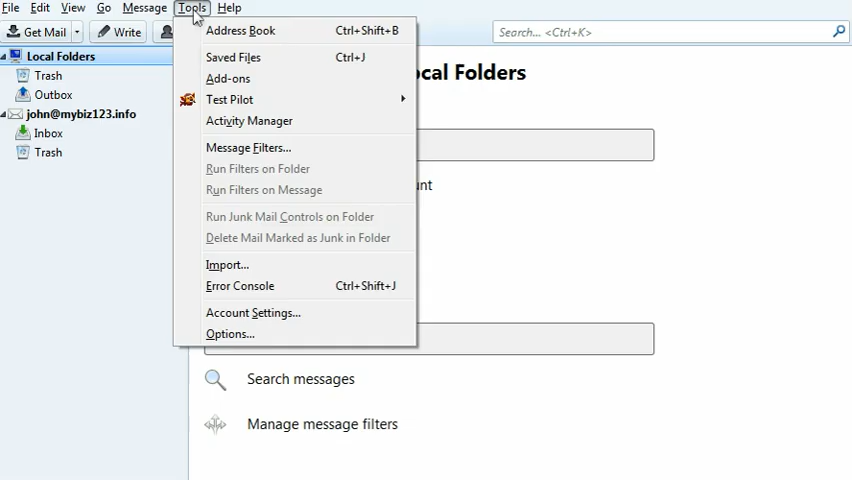 File Edit View Go Message Tools Help
Get Mail Write Search... <Ctrl+K>
Local Folders
Trash
Outbox
john@mybiz123.info
Inbox
Trash
Address Book Ctrl+Shift+B
Saved Files Ctrl+J
Add-ons
Test Pilot
Activity Manager
Message Filters...
Run Filters on Folder
Run Filters on Message
Run Junk Mail Controls on Folder
Delete Mail Marked as Junk in Folder
Import...
Error Console Ctrl+Shift+J
Account Settings...
Options...
ocal Folders
unt
Search messages
Manage message filters